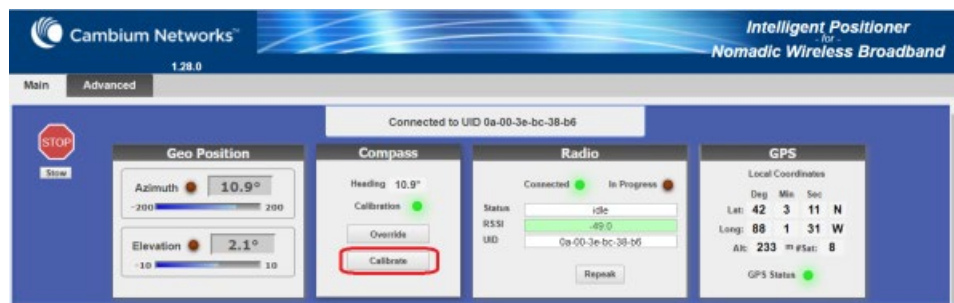 Cambium Networks™
1.28.0
Intelligent Positioner
- for -
Nomadic Wireless Broadband
Main
Advanced
Connected to UID 0a-00-3e-bc-38-b6
STOP
Stow
Geo Position
Azimuth 10.9°
-200 200
Elevation 2.1°
-10 10
Compass
Heading 10.9°
Calibration
Override
Calibrate
Radio
Connected In Progress
Status idle
RSSI -49.0
UID 0a-00-3e-bc-38-b6
Repeak
GPS
Local Coordinates
Deg Min Sec
Lat: 42 3 11 N
Long: 88 1 31 W
Alt: 233 m #Sat: 8
GPS Status